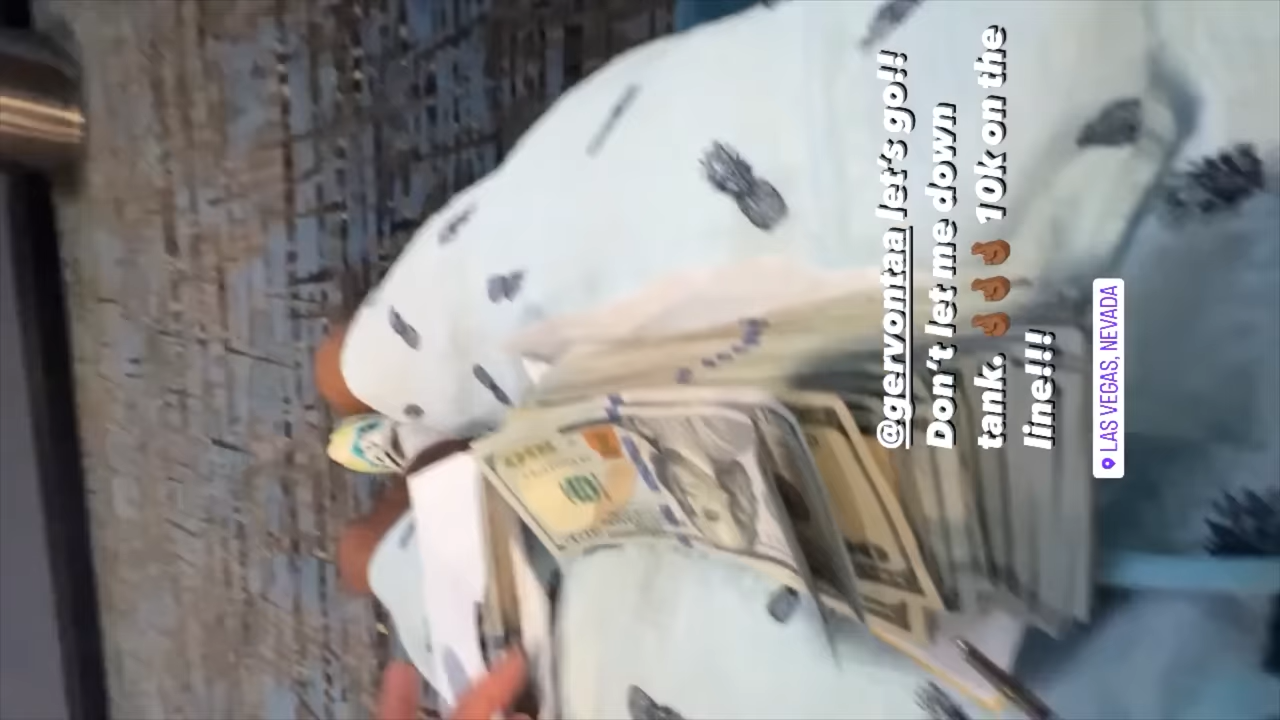 @gervontaa let's go!!
Don't let me down
tank. 👊🏾👊🏾👊🏾 10k on the
line!!!
LAS VEGAS, NEVADA